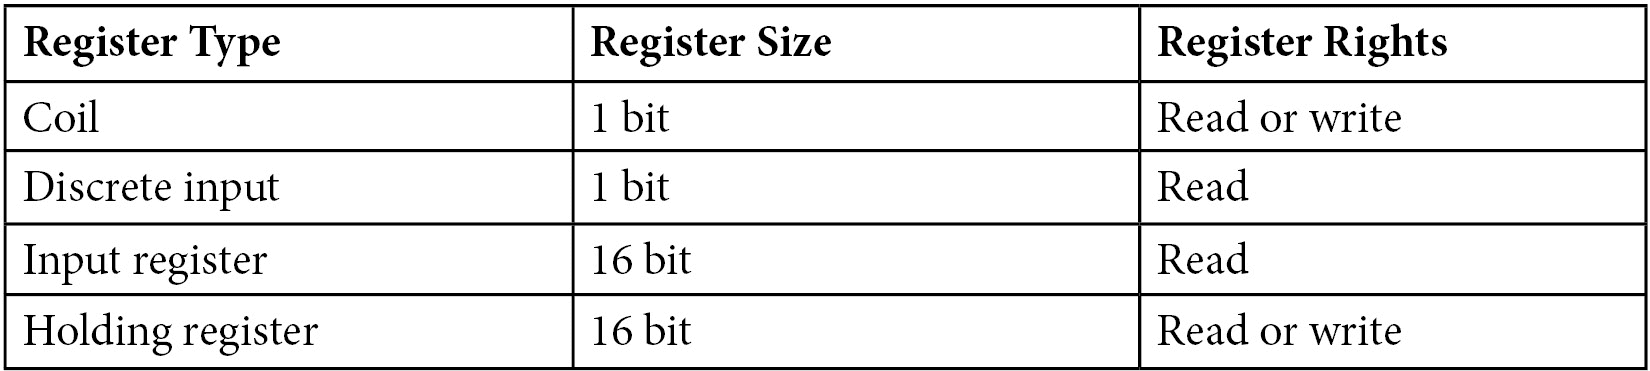 Register Type Register Size Register Rights
Coil 1 bit Read or write
Discrete input 1 bit Read
Input register 16 bit Read
Holding register 16 bit Read or write